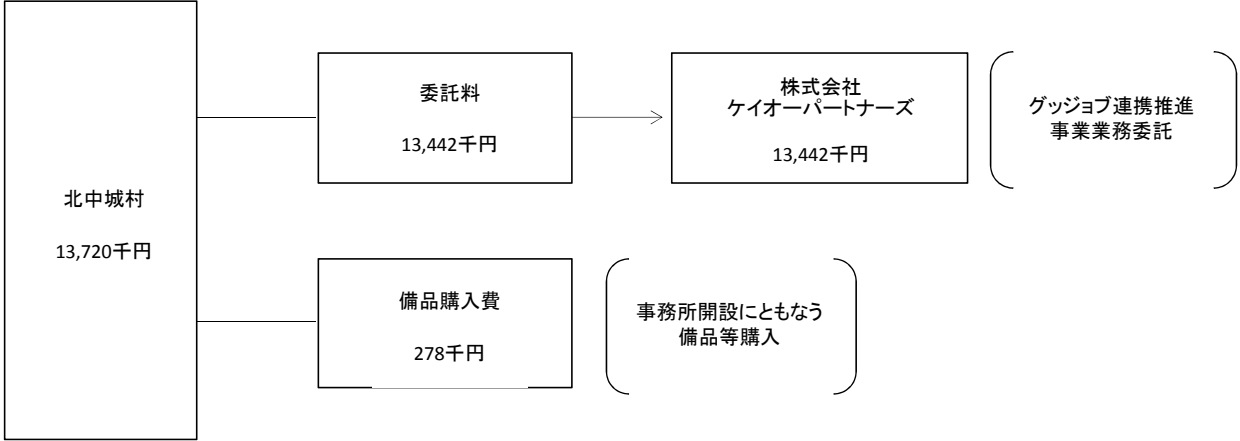 北中城村
13,720千円
委託料
13,442千円
株式会社
ケイオーパートナーズ
13,442千円
グッジョブ連携推進
事業業務委託
備品購入費
278千円
事務所開設にともなう
備品等購入